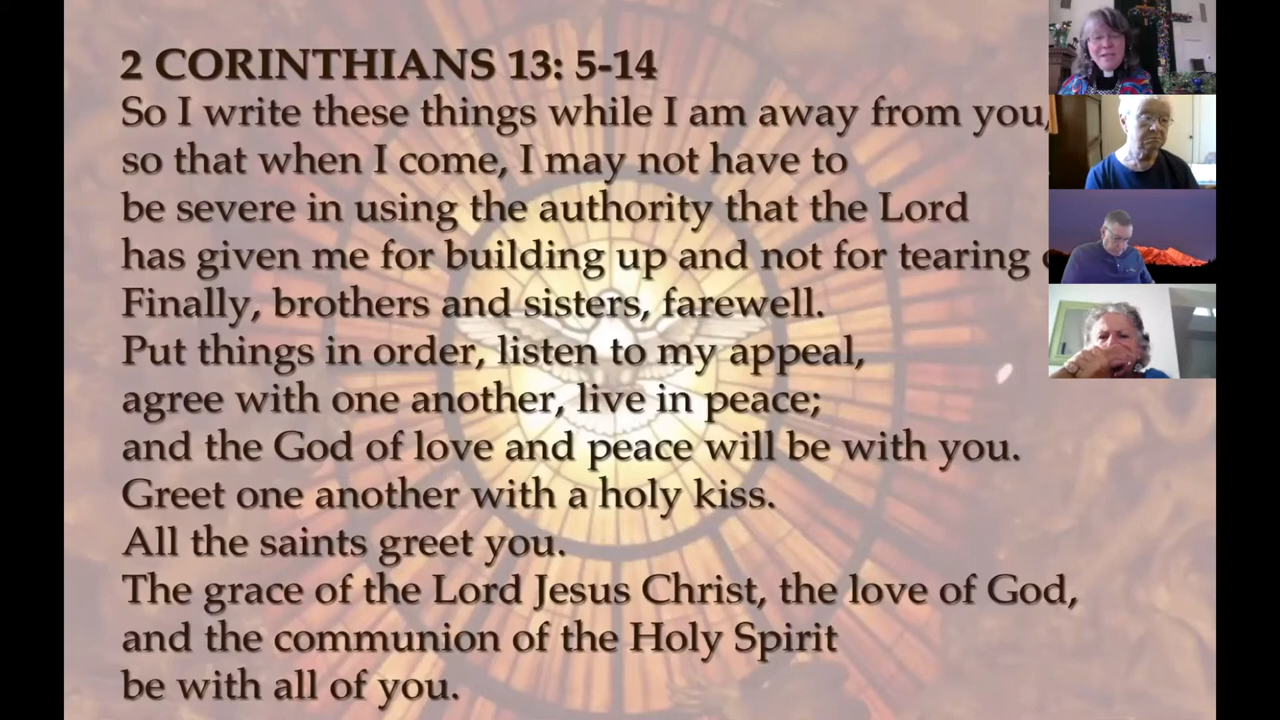 2 CORINTHIANS 13: 5-14
So I write these things while I am away from you,
so that when I come, I may not have to
be severe in using the authority that the Lord
has given me for building up and not for tearing
Finally, brothers and sisters, farewell.
Put things in order, listen to my appeal,
agree with one another, live in peace;
and the God of love and peace will be with you.
Greet one another with a holy kiss.
All the saints greet you.
The grace of the Lord Jesus Christ, the love of God,
and the communion of the Holy Spirit
be with all of you.